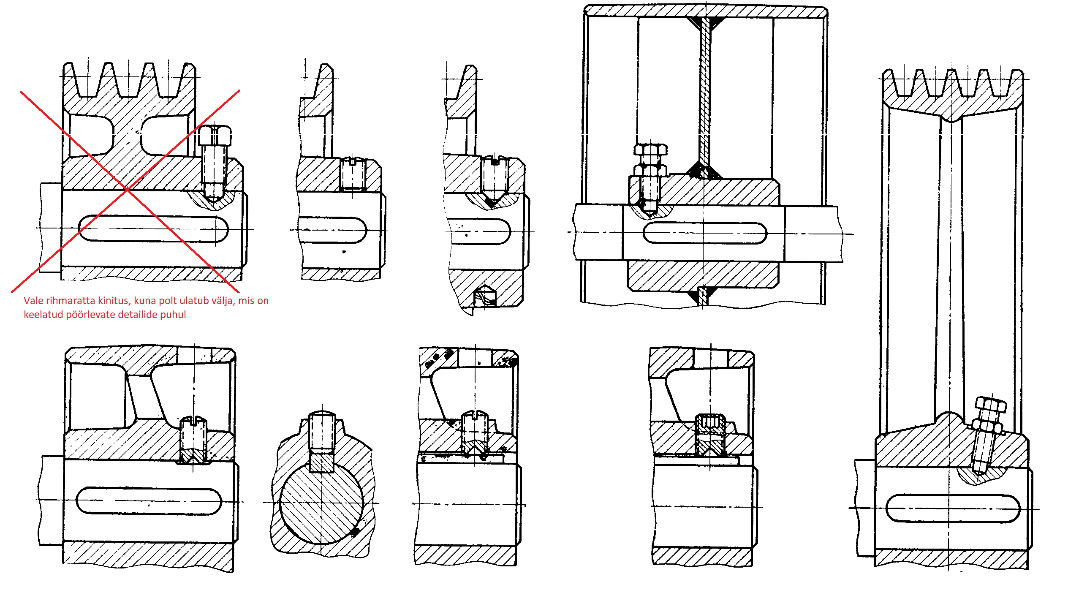 Vale rihmaratta kinitus, kuna polt ulatub välja, mis on
keelatud pöörlevate detailide puhul